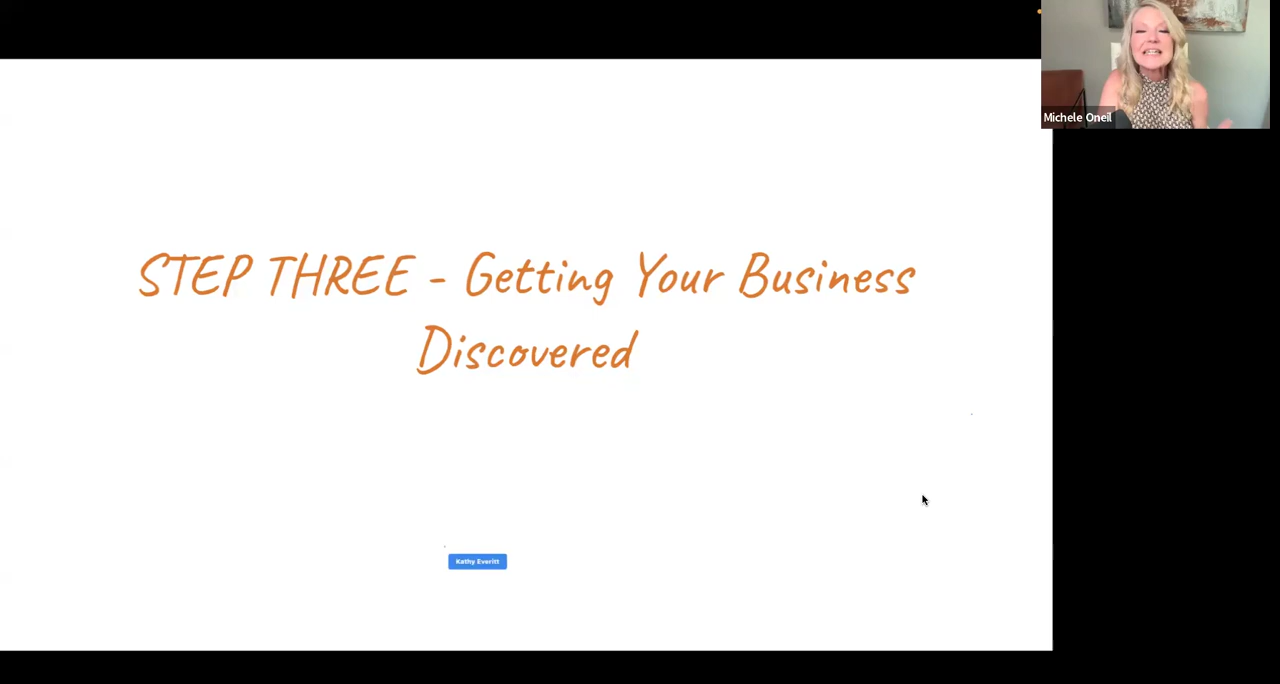 Michele Oneil
STEP THREE - Getting Your Business
Discovered
Kathy Everitt